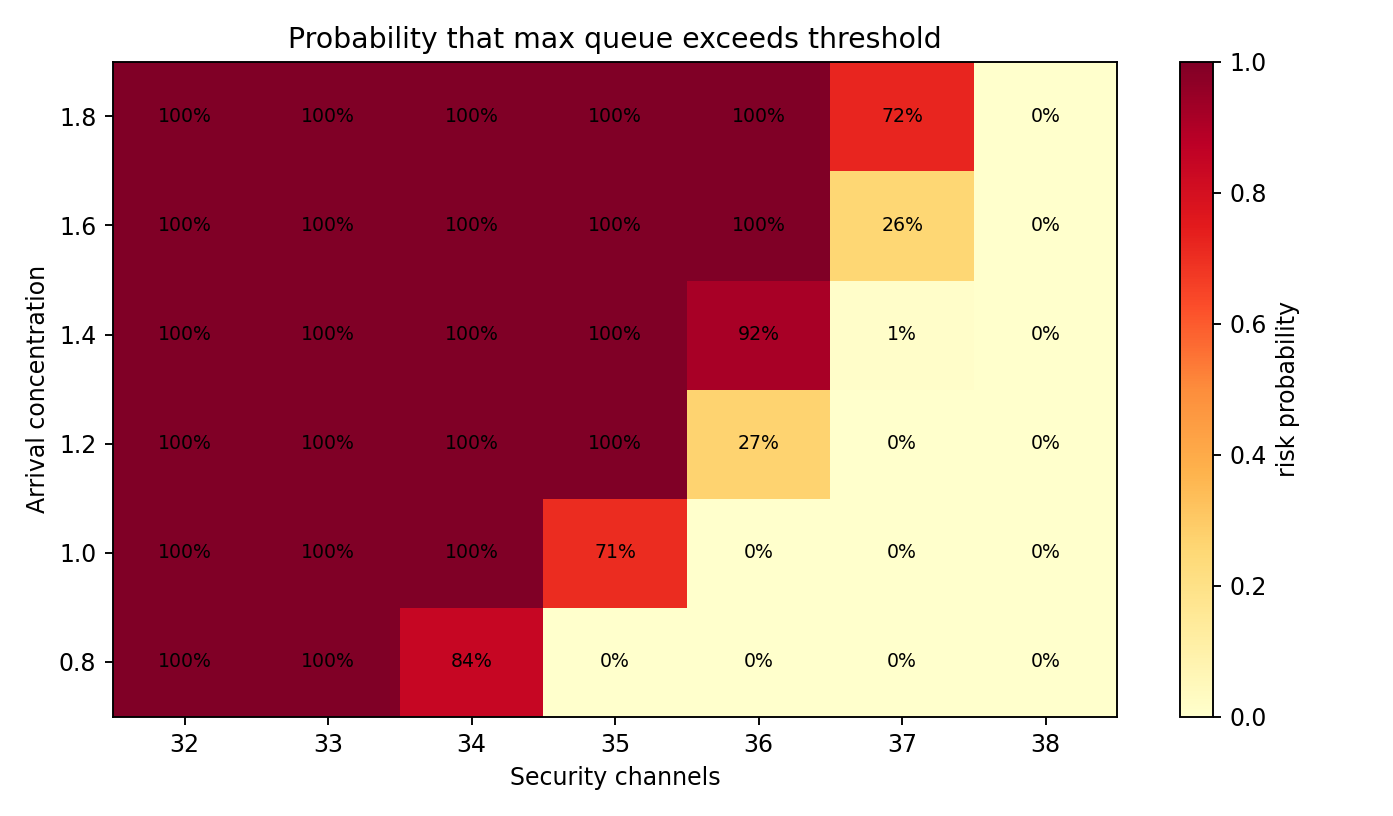 Probability that max queue exceeds threshold
1.8 100% 100% 100% 100% 100% 72% 0%
1.6 100% 100% 100% 100% 100% 26% 0%
1.4 100% 100% 100% 100% 92% 1% 0%
1.2 100% 100% 100% 100% 27% 0% 0%
1.0 100% 100% 100% 71% 0% 0% 0%
0.8 100% 100% 84% 0% 0% 0% 0%
32 33 34 35 36 37 38
Security channels
Arrival concentration
1.0
0.8
0.6
0.4
0.2
0.0
risk probability